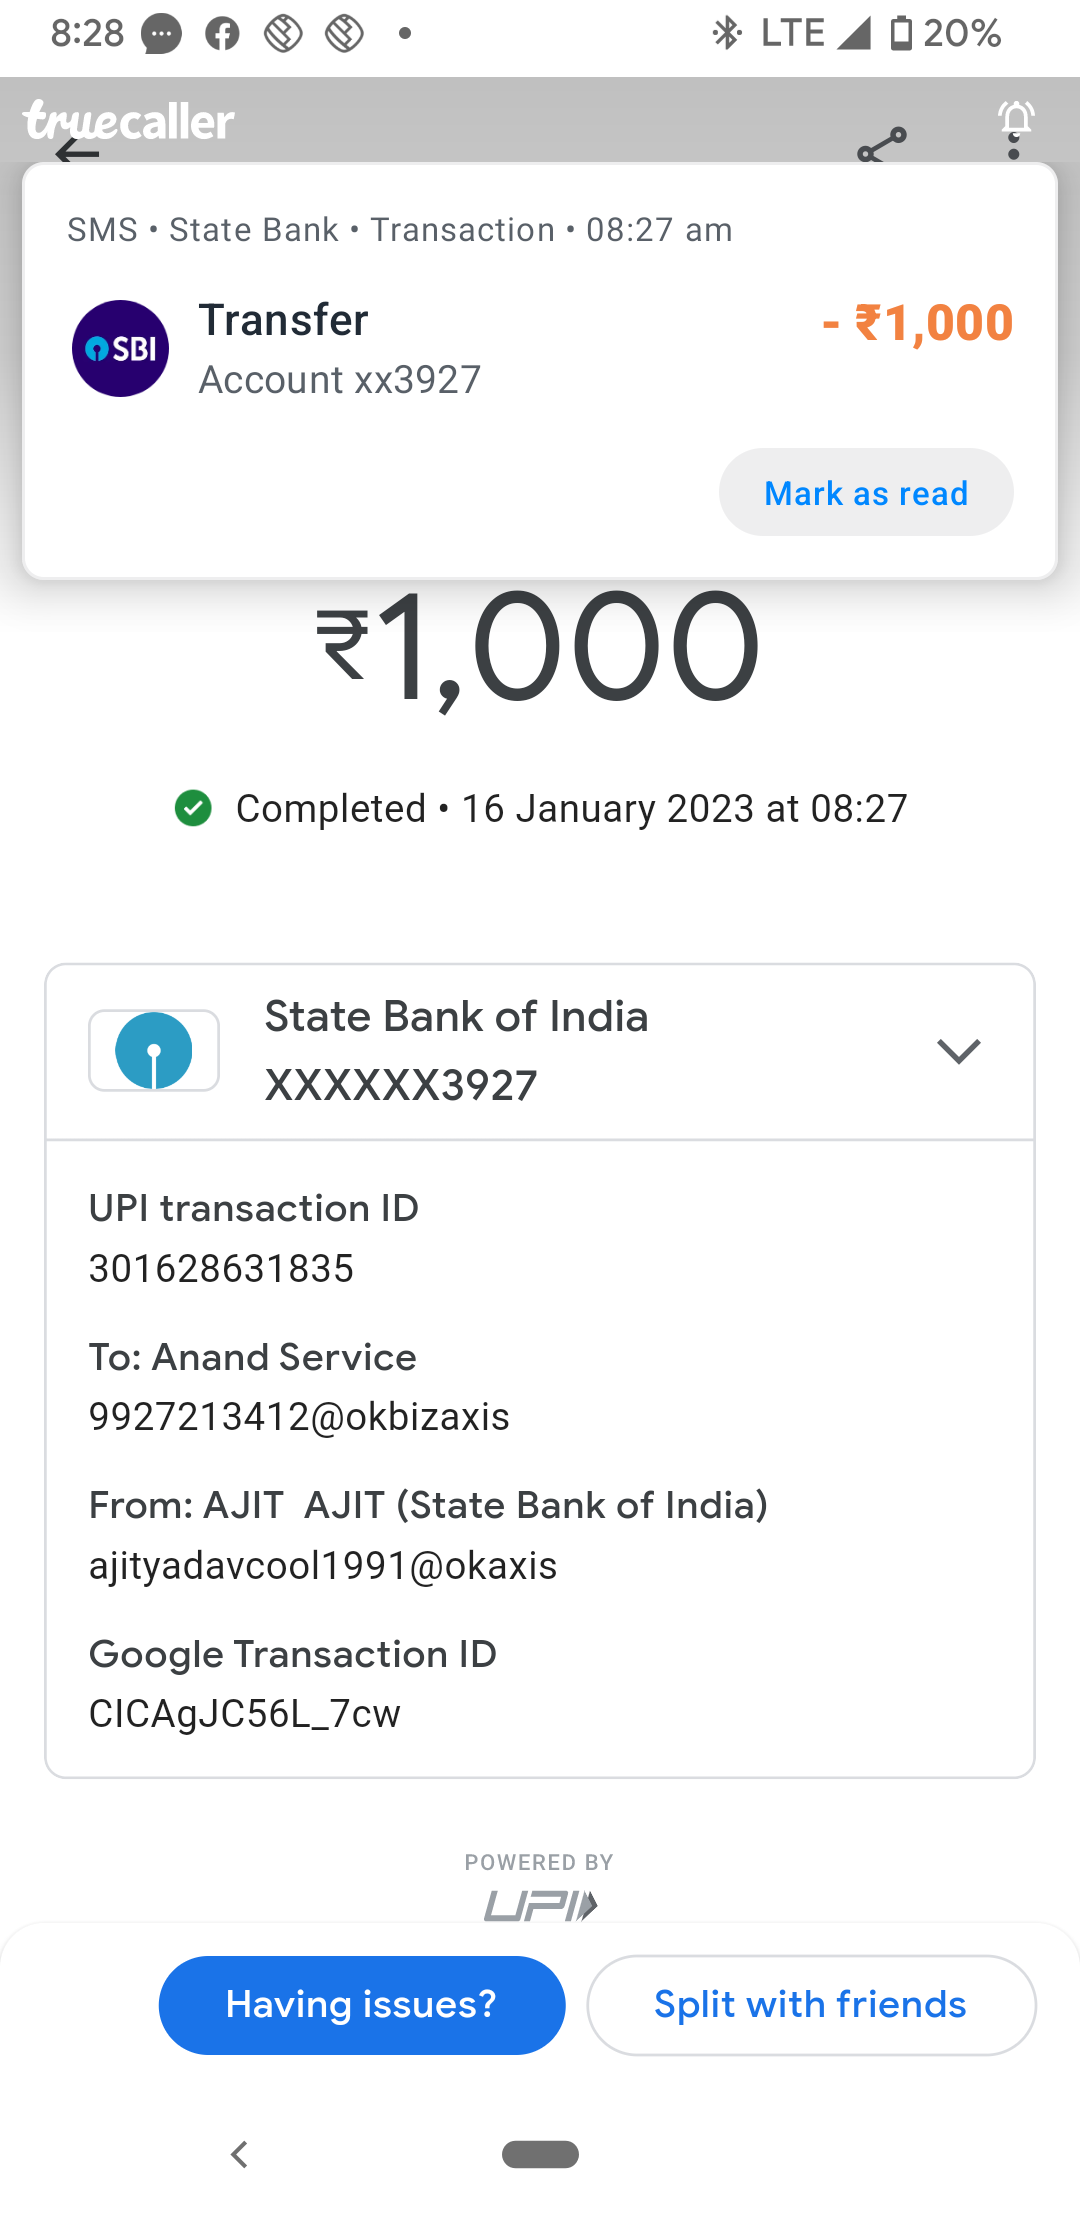 8:28 LTE 20%
truecaller
SMS • State Bank • Transaction • 08:27 am
SBI
Transfer - ₹1,000
Account xx3927
Mark as read
₹1,000
Completed • 16 January 2023 at 08:27
State Bank of India
XXXXXX3927
UPI transaction ID
301628631835
To: Anand Service
9927213412@okbizaxis
From: AJIT  AJIT (State Bank of India)
ajityadavcool1991@okaxis
Google Transaction ID
CICAgJC56L_7cw
POWERED BY
UPI
Having issues? Split with friends